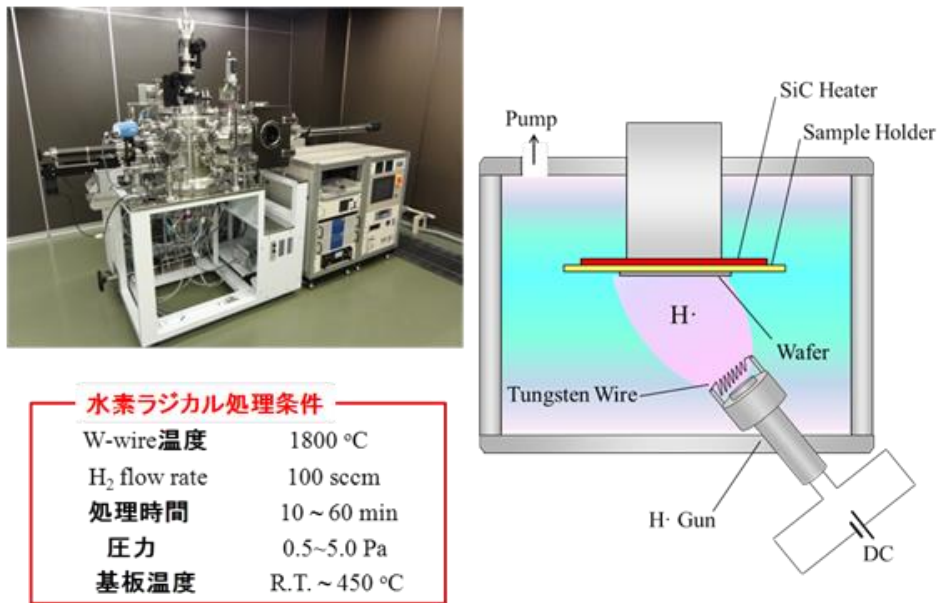 Pump
SiC Heater
Sample Holder
H·
Wafer
Tungsten Wire
H· Gun
DC
水素ラジカル処理条件
W-wire温度 1800 °C
H₂ flow rate 100 sccm
処理時間 10 ~ 60 min
圧力 0.5~5.0 Pa
基板温度 R.T. ~ 450 °C